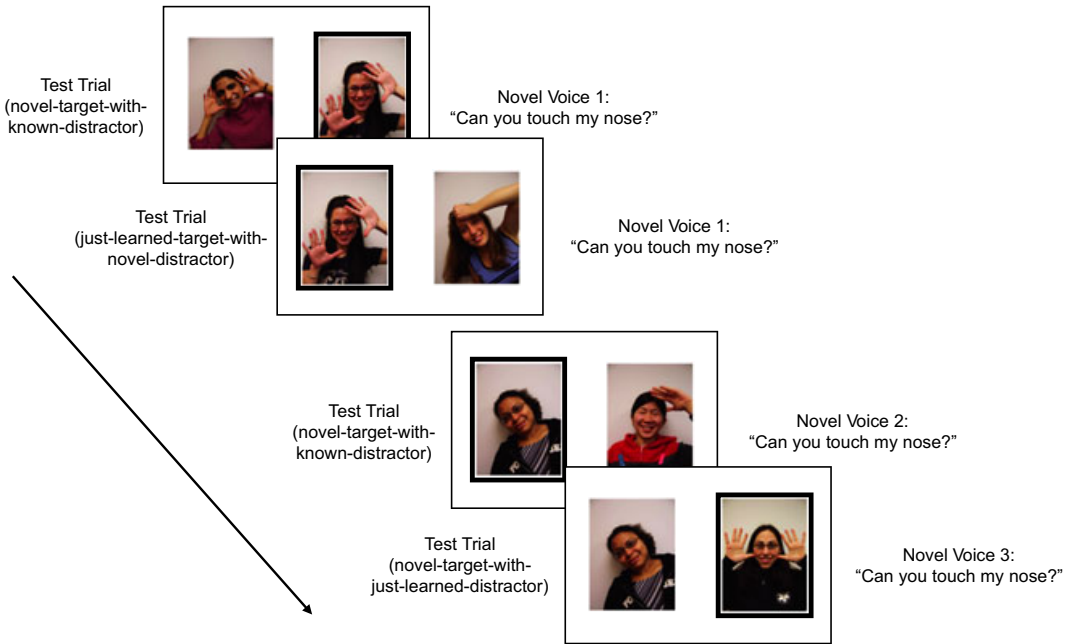 Test Trial
(novel-target-with-
known-distractor)
Novel Voice 1:
“Can you touch my nose?”
Test Trial
(just-learned-target-with-
novel-distractor)
Novel Voice 1:
“Can you touch my nose?”
Test Trial
(novel-target-with-
known-distractor)
Novel Voice 2:
“Can you touch my nose?”
Test Trial
(novel-target-with-
just-learned-distractor)
Novel Voice 3:
“Can you touch my nose?”